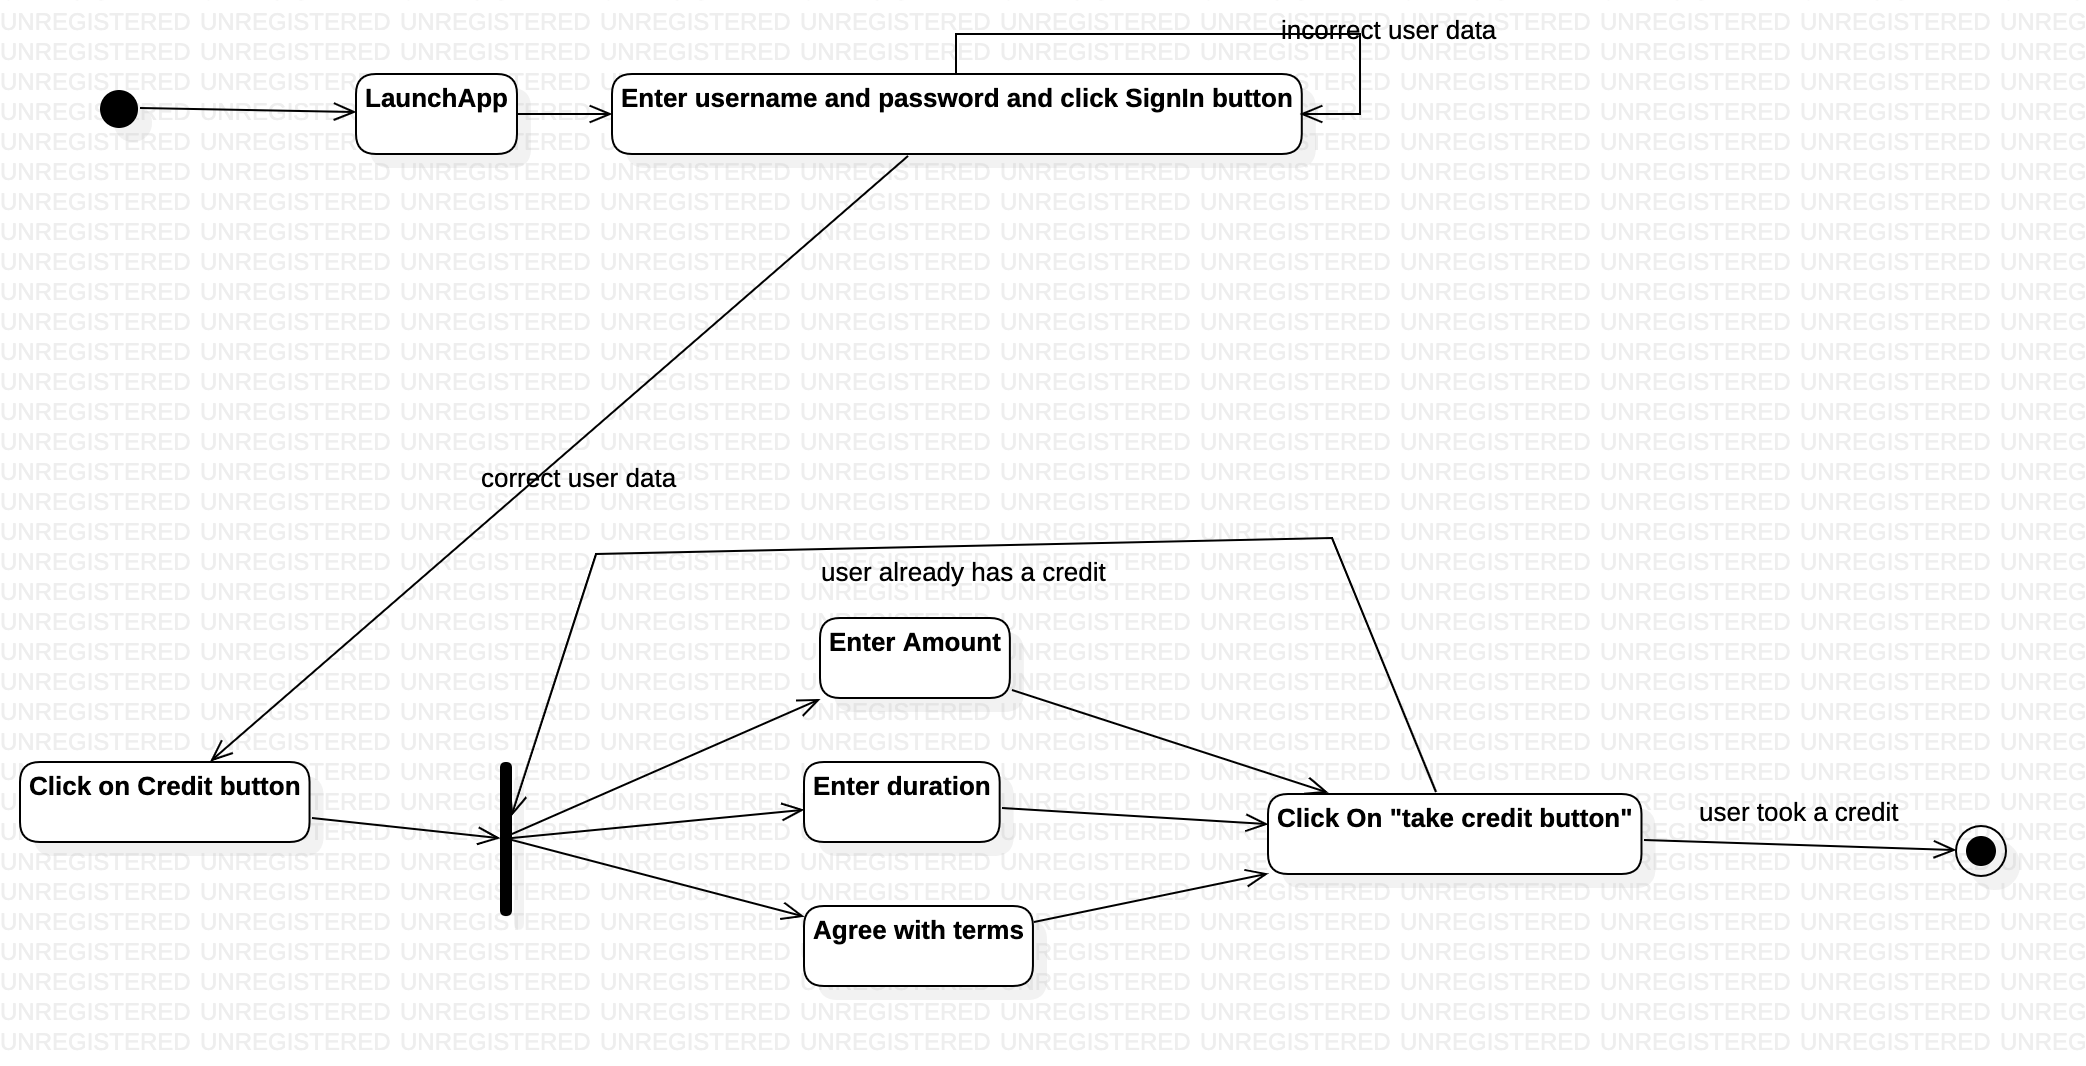 incorrect user data
LaunchApp
Enter username and password and click SignIn button
correct user data
user already has a credit
Enter Amount
Click on Credit button
Enter duration
Click On "take credit button"
user took a credit
Agree with terms